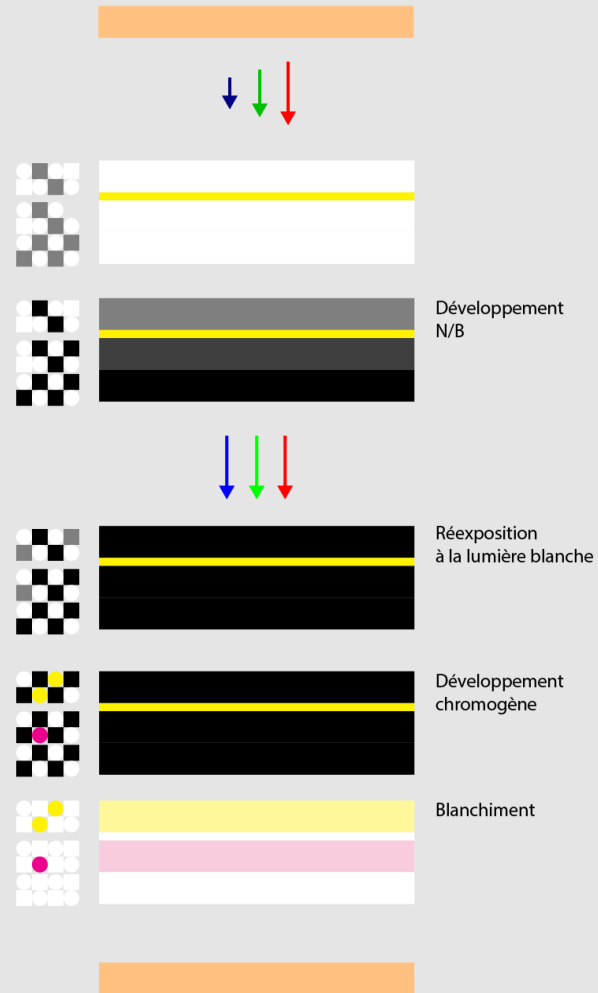 Développement
N/B
Réexposition
à la lumière blanche
Développement
chromogène
Blanchiment